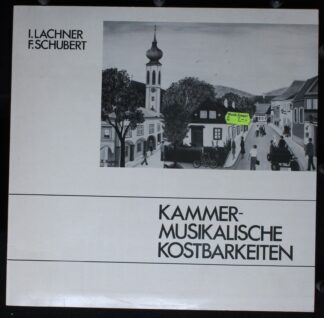 I. LACHNER
F. SCHUBERT
KAMMER-
MUSIKALISCHE
KOSTBARKEITEN